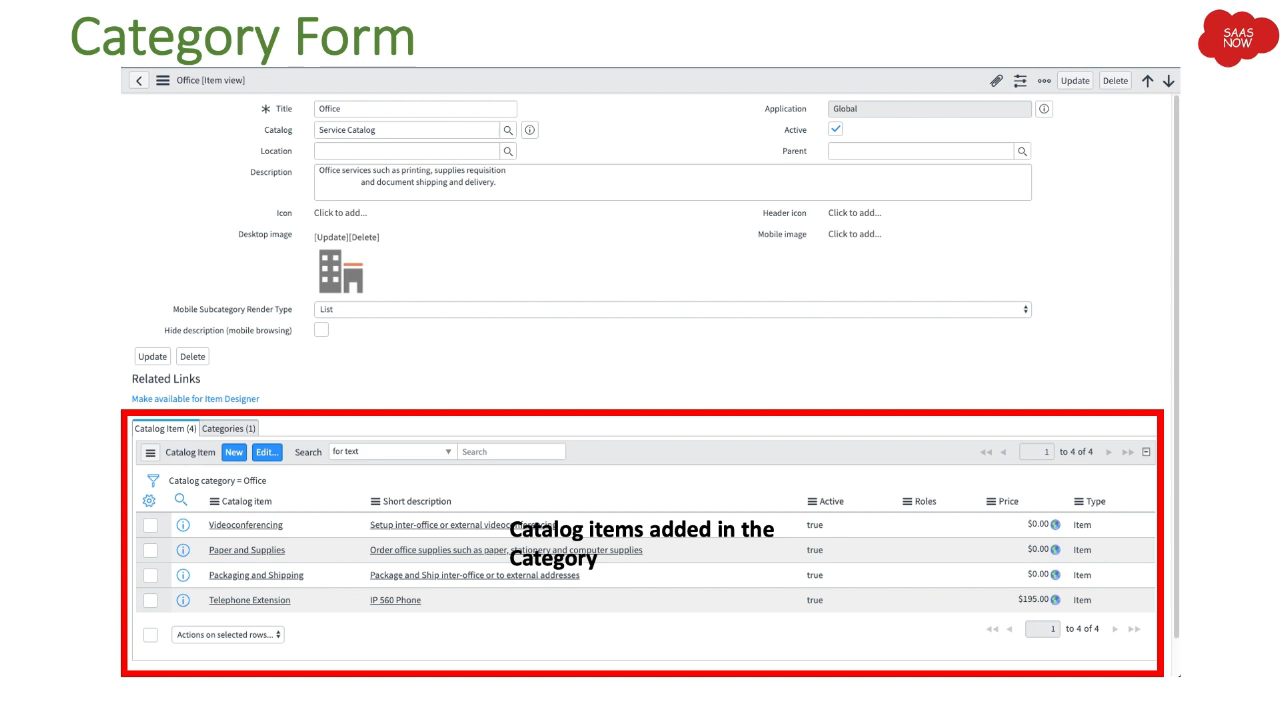 Category Form
SAAS
NOW
Office [Item view]
Update Delete
Title Office Application Global
Catalog Service Catalog Active
Location Parent
Description Office services such as printing, supplies requisition
and document shipping and delivery.
Icon Click to add... Header icon Click to add...
Desktop image [Update][Delete] Mobile image Click to add...
Mobile Subcategory Render Type List
Hide description (mobile browsing)
Update Delete
Related Links
Make available for Item Designer
Catalog Item (4) Categories (1)
Catalog Item New Edit... Search for text Search 1 to 4 of 4
Catalog category = Office
Catalog item Short description Active Roles Price Type
Videoconferencing Setup inter-office or external videoconferencing true $0.00 Item
Catalog items added in the
Category
Paper and Supplies Order office supplies such as paper, stationery and computer supplies true $0.00 Item
Packaging and Shipping Package and Ship inter-office or to external addresses true $0.00 Item
Telephone Extension IP 560 Phone true $195.00 Item
Actions on selected rows... 1 to 4 of 4